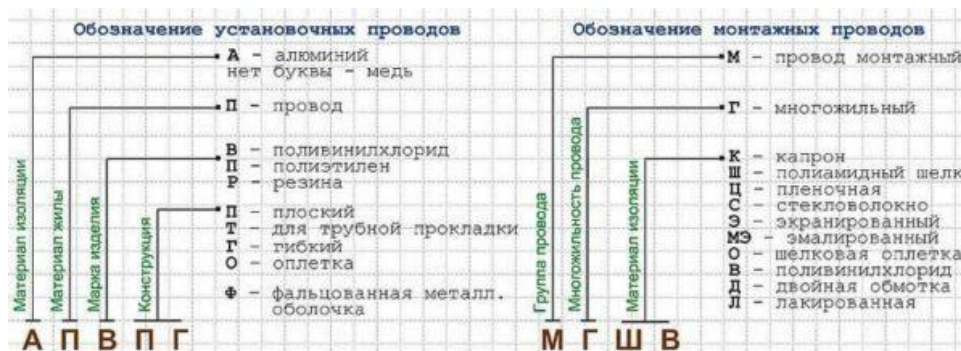 Обозначение установочных проводов
А - алюминий
нет буквы - медь
П - провод
В - поливинилхлорид
П - полиэтилен
Р - резина
П - плоский
Т - для трубной прокладки
Г - гибкий
О - оплетка
Ф - фальцованная металл.
оболочка
Материал изоляции
Материал жилы
Марка изделия
Конструкция
А П В П Г
Обозначение монтажных проводов
М - провод монтажный
Г - многожильный
К - капрон
Ш - полиамидный шелк
Ц - пленочная
С - стекловолокно
Э - экранированный
МЭ - эмалированный
О - шелковая оплетка
В - поливинилхлорид
Д - двойная обмотка
Л - лакированная
Группа провода
Многожильность провода
Материал изоляции
М Г Ш В